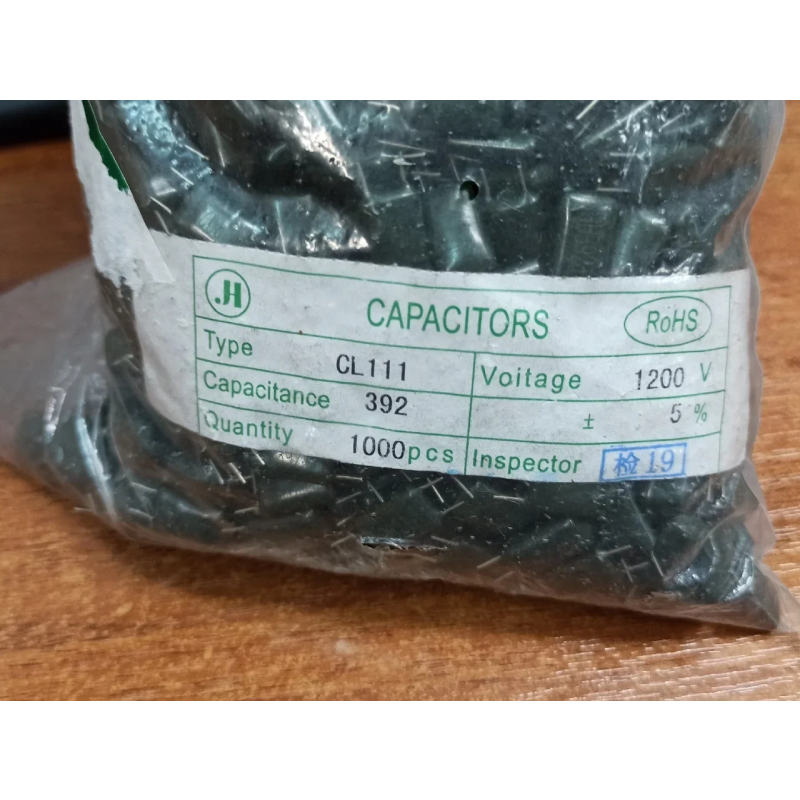 JH CAPACITORS RoHS
Type CL111 Voitage 1200 V
Capacitance 392 ± 5 %
Quantity 1000pcs Inspector 检19